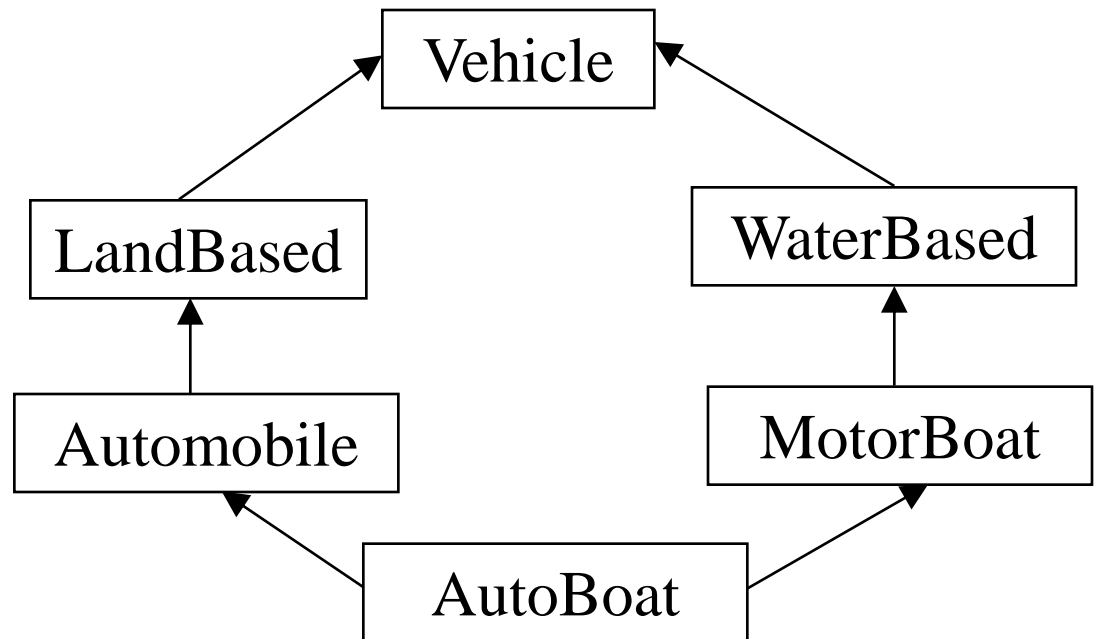 Vehicle
LandBased
WaterBased
Automobile
MotorBoat
AutoBoat